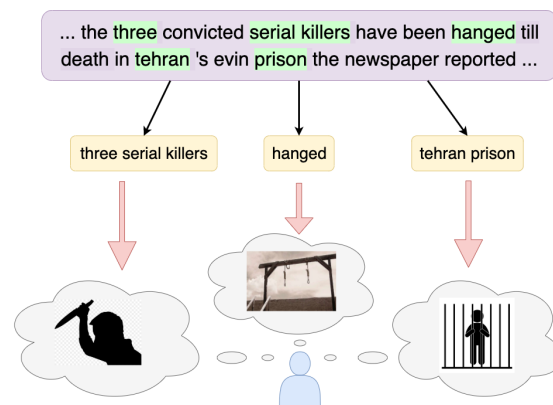 ... the three convicted serial killers have been hanged till
death in tehran 's evin prison the newspaper reported ...
three serial killers
hanged
tehran prison